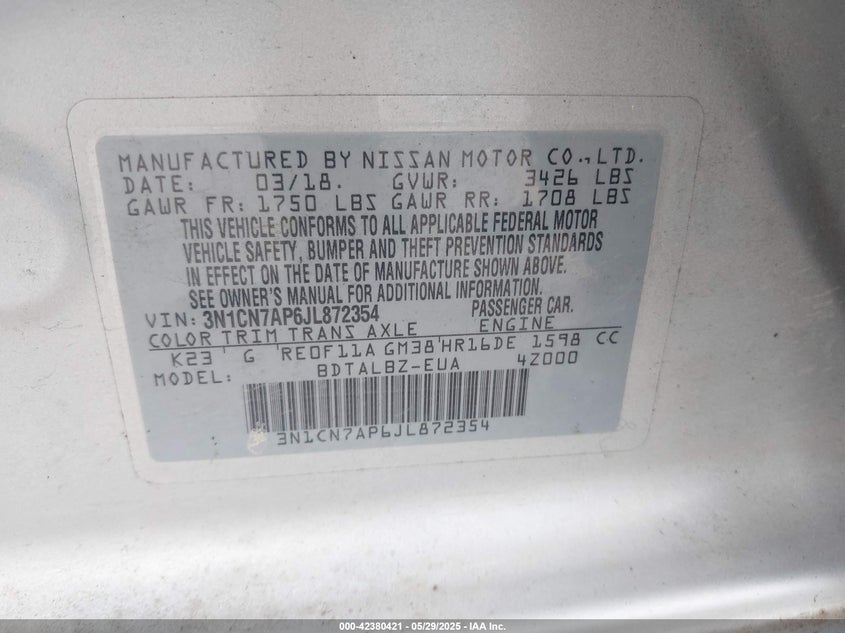 MANUFACTURED BY NISSAN MOTOR CO.,LTD.
DATE: 03/18. GVWR: 3426 LBS
GAWR FR: 1750 LBS GAWR RR: 1708 LBS
THIS VEHICLE CONFORMS TO ALL APPLICABLE FEDERAL MOTOR
VEHICLE SAFETY, BUMPER AND THEFT PREVENTION STANDARDS
IN EFFECT ON THE DATE OF MANUFACTURE SHOWN ABOVE.
SEE OWNER'S MANUAL FOR ADDITIONAL INFORMATION.
VIN: 3N1CN7AP6JL872354 PASSENGER CAR.
COLOR TRIM TRANS AXLE ENGINE
K23 G RE0F11A GM38 HR16DE 1598 CC
MODEL: BDTALBZ-EUA 4Z000
3N1CN7AP6JL872354
000-42380421 - 05/29/2025 - IAA Inc.